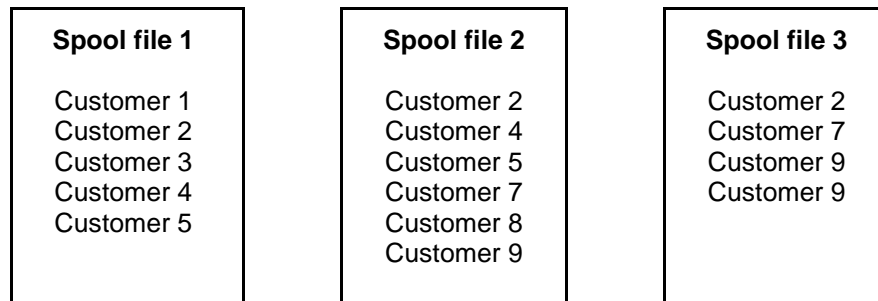 Spool file 1
Customer 1
Customer 2
Customer 3
Customer 4
Customer 5
Spool file 2
Customer 2
Customer 4
Customer 5
Customer 7
Customer 8
Customer 9
Spool file 3
Customer 2
Customer 7
Customer 9
Customer 9